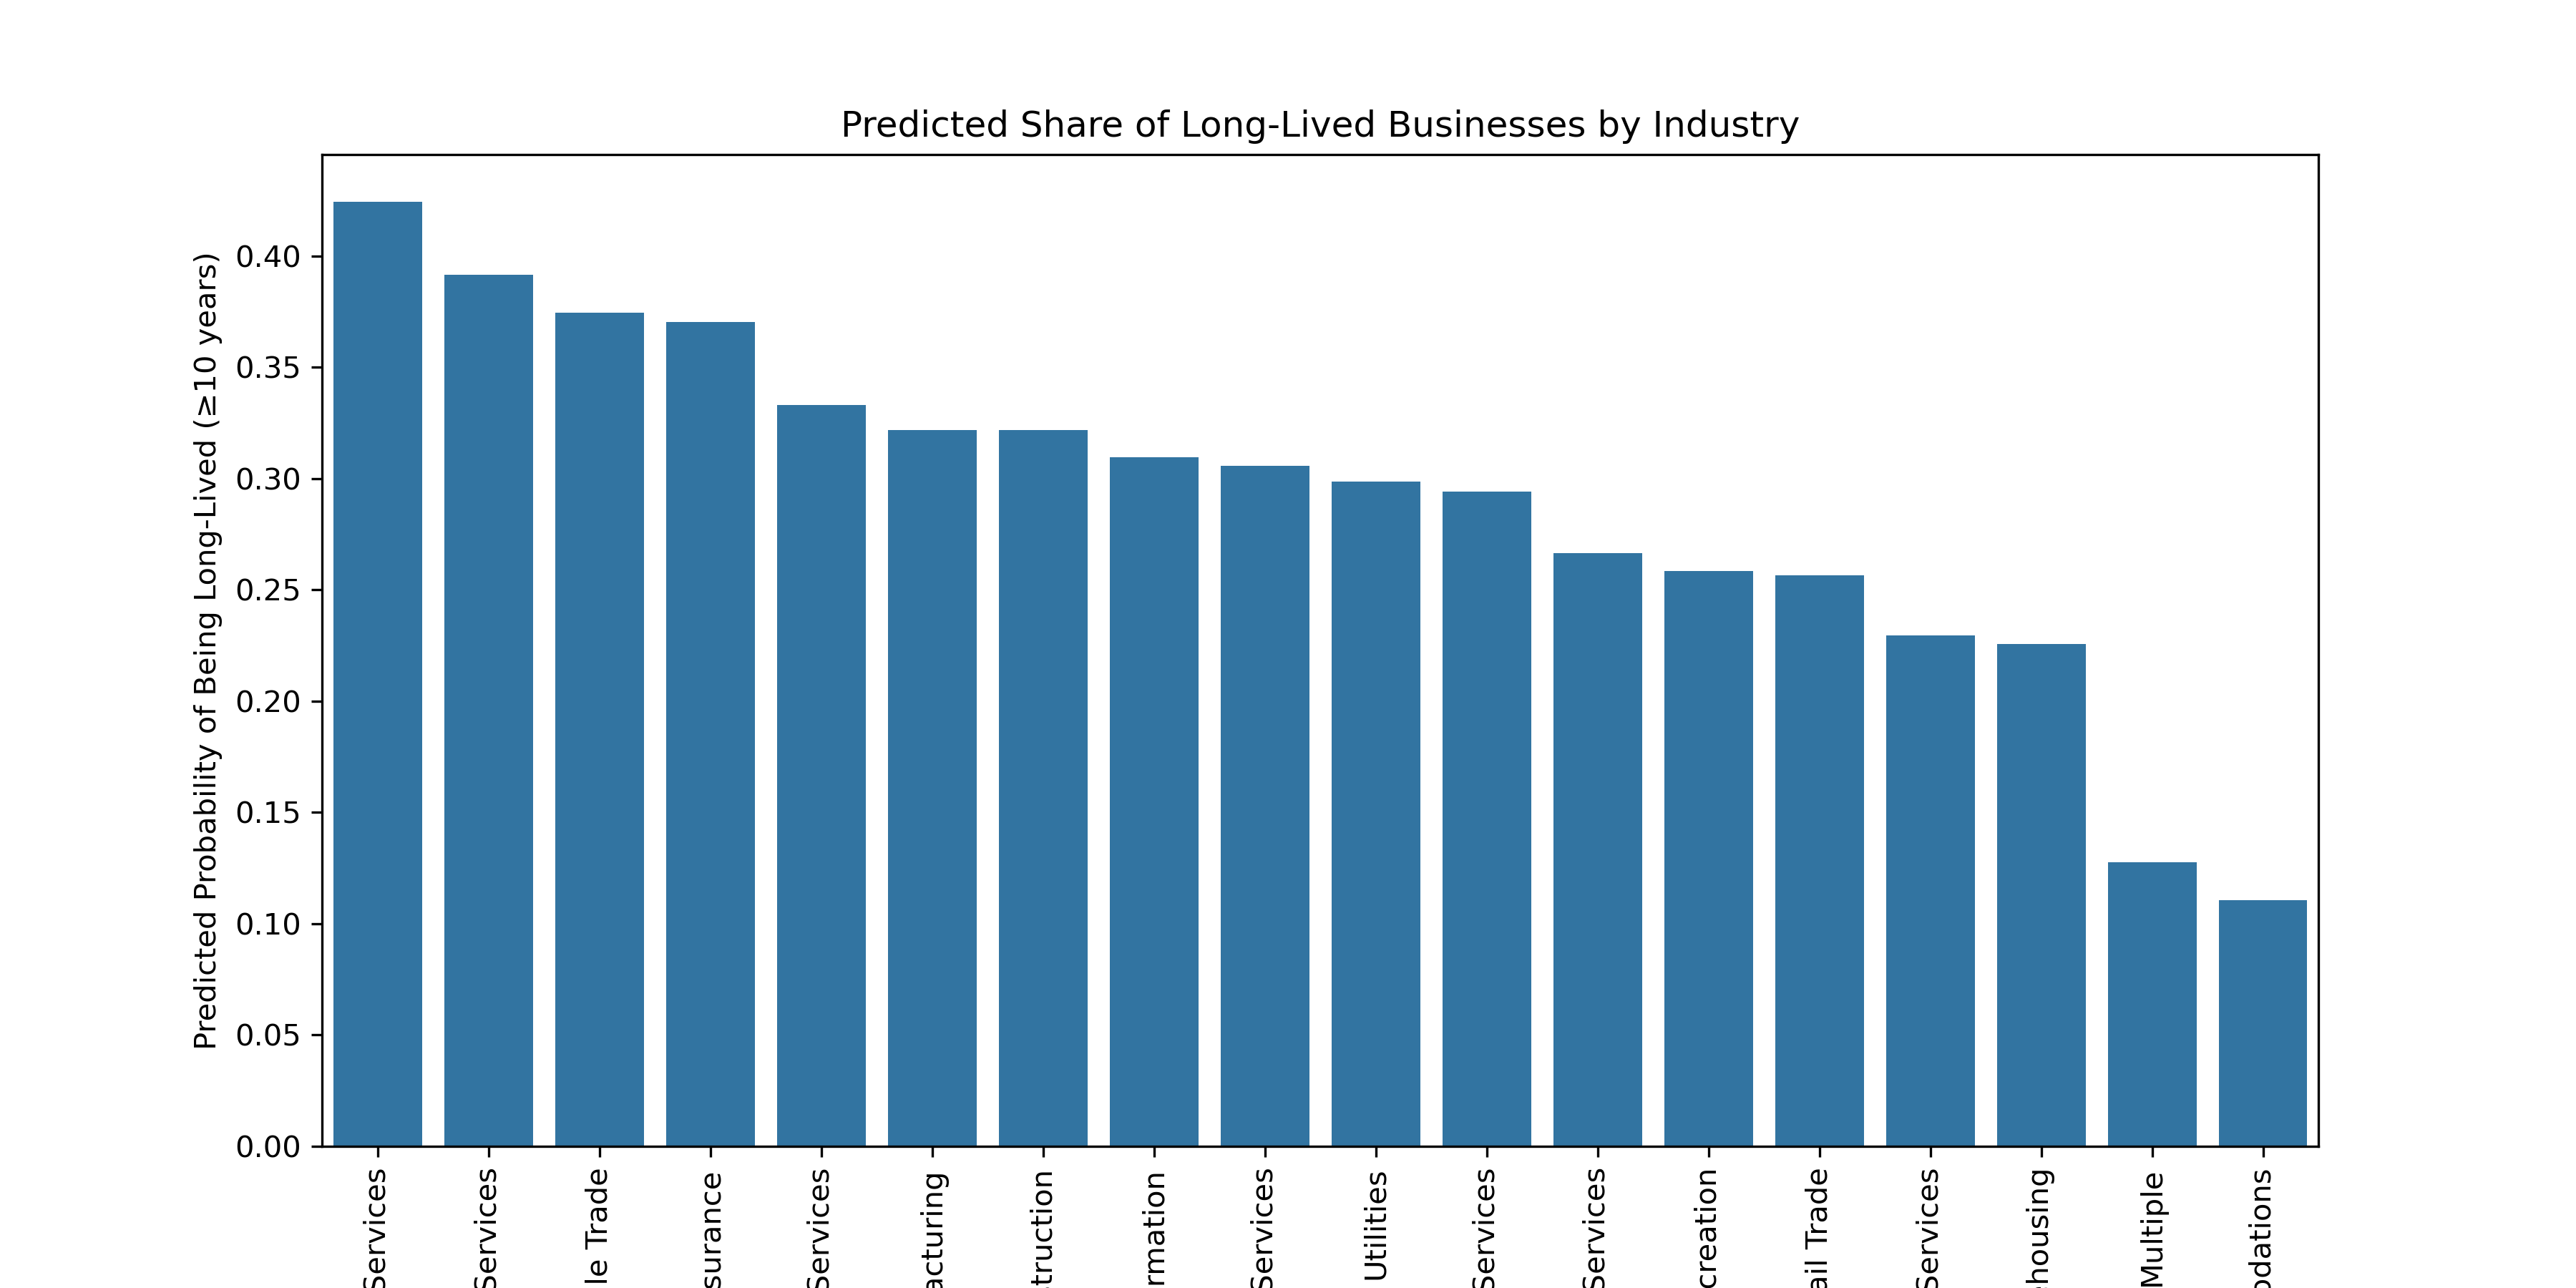 Predicted Share of Long-Lived Businesses by Industry
Predicted Probability of Being Long-Lived (≥10 years)
0.40
0.35
0.30
0.25
0.20
0.15
0.10
0.05
0.00
Services
Services
le Trade
surance
Services
acturing
truction
rmation
Services
Utilities
Services
Services
creation
ail Trade
Services
housing
Multiple
odations